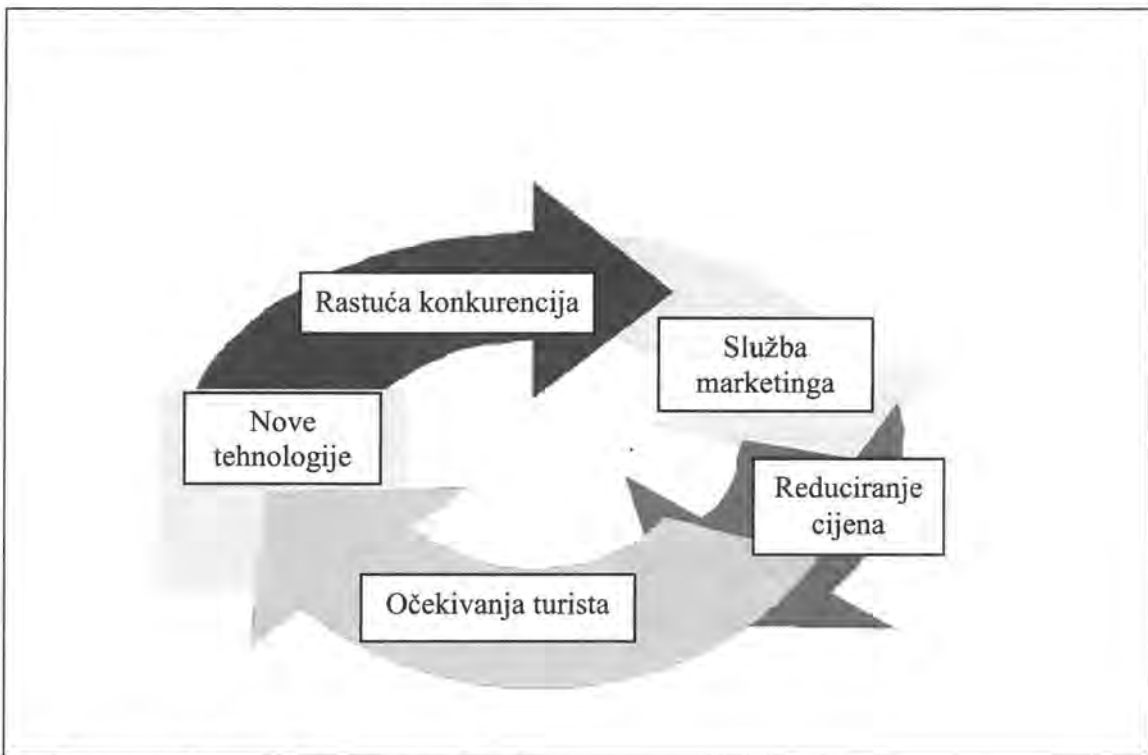 Rastuća konkurencija
Služba
marketinga
Nove
tehnologije
Reduciranje
cijena
Očekivanja turista